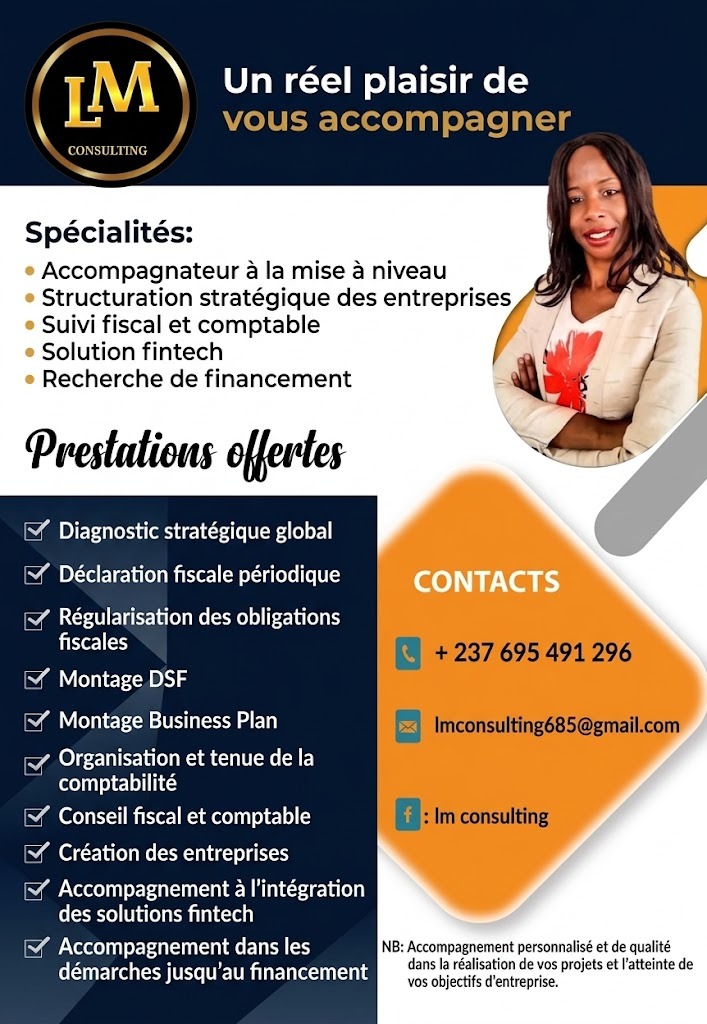 LM
CONSULTING
Un réel plaisir de
vous accompagner
Spécialités:
• Accompagnateur à la mise à niveau
• Structuration stratégique des entreprises
• Suivi fiscal et comptable
• Solution fintech
• Recherche de financement
Prestations offertes
Diagnostic stratégique global
Déclaration fiscale périodique
Régularisation des obligations
fiscales
Montage DSF
Montage Business Plan
Organisation et tenue de la
comptabilité
Conseil fiscal et comptable
Création des entreprises
Accompagnement à l'intégration
des solutions fintech
Accompagnement dans les
démarches jusqu'au financement
CONTACTS
+ 237 695 491 296
lmconsulting685@gmail.com
f : lm consulting
NB: Accompagnement personnalisé et de qualité
dans la réalisation de vos projets et l'atteinte de
vos objectifs d'entreprise.